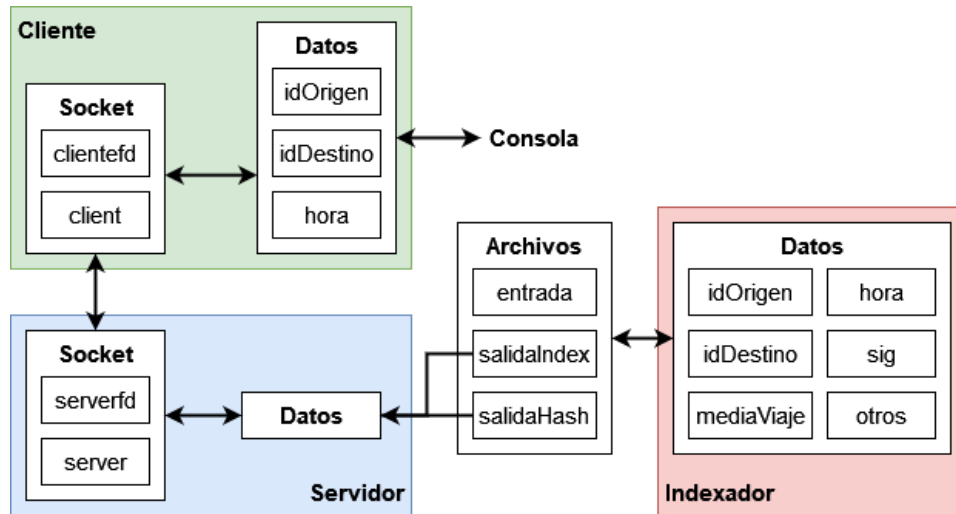 Cliente
Datos
idOrigen
idDestino
hora
Socket
clientefd
client
Consola
Archivos
entrada
salidaIndex
salidaHash
Datos
idOrigen
hora
idDestino
sig
mediaViaje
otros
Indexador
Socket
serverfd
server
Datos
Servidor